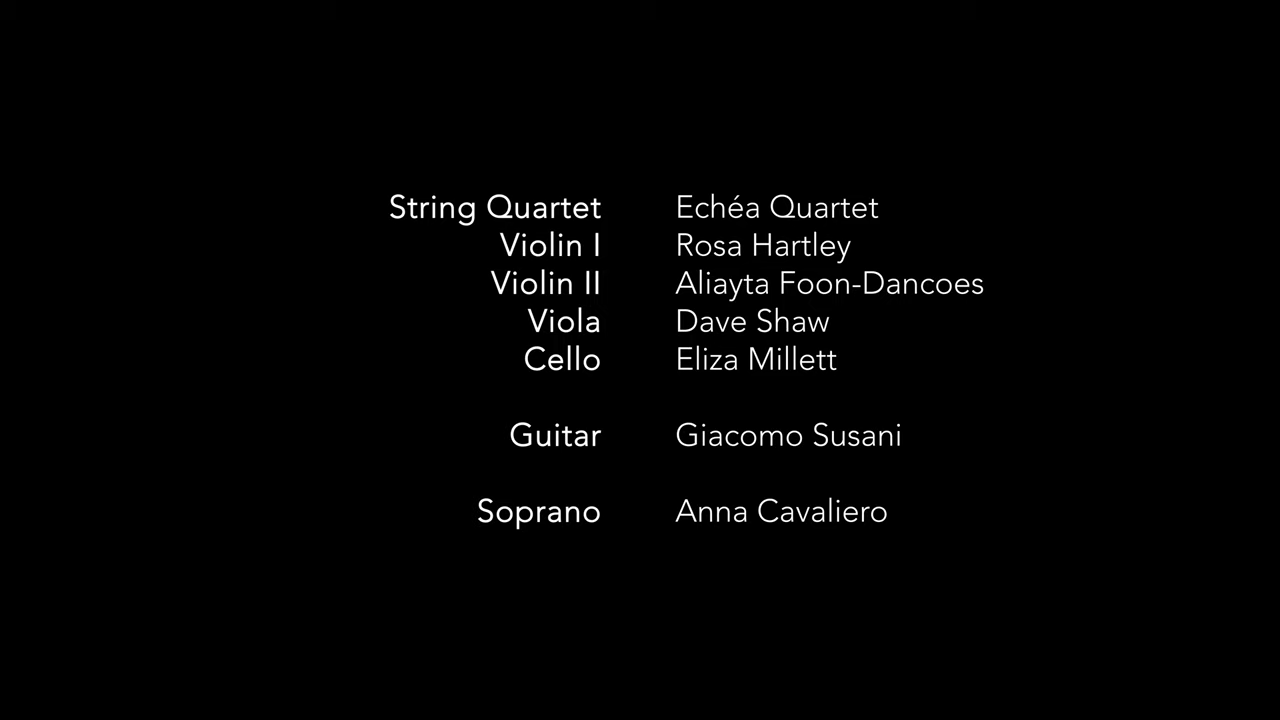 String Quartet Echéa Quartet
Violin I Rosa Hartley
Violin II Aliayta Foon-Dancoes
Viola Dave Shaw
Cello Eliza Millett
Guitar Giacomo Susani
Soprano Anna Cavaliero